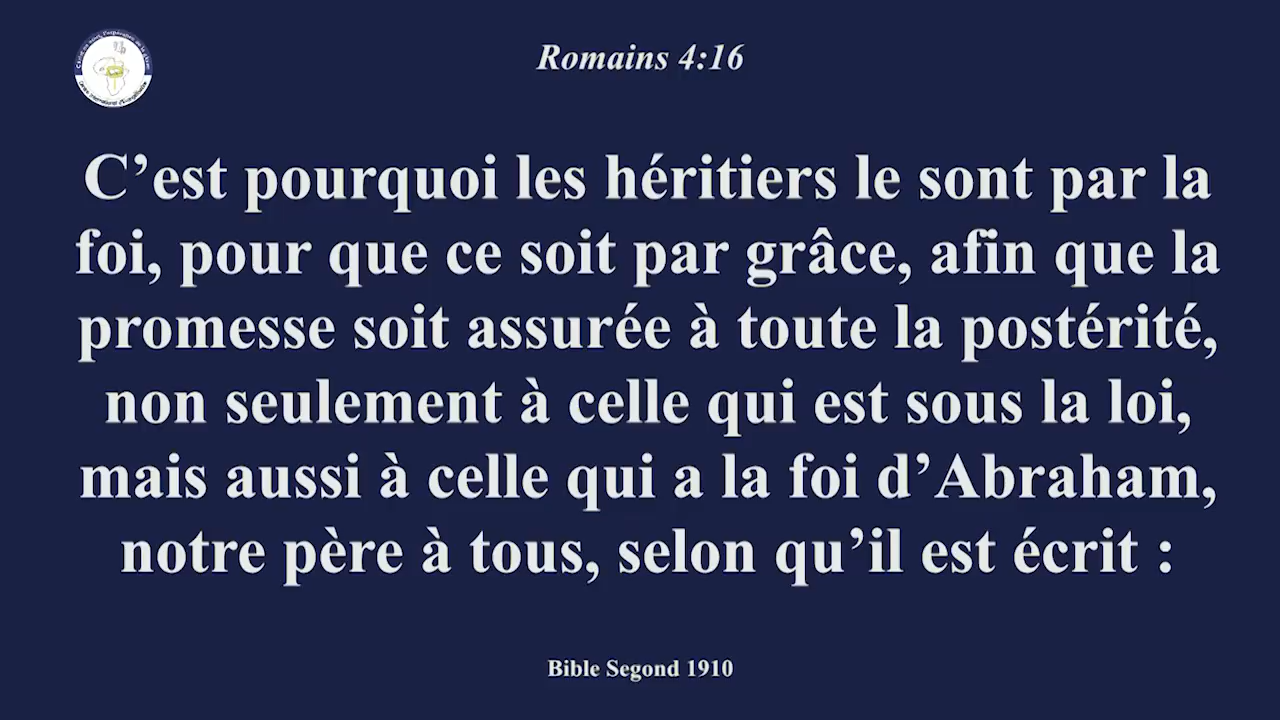 Romains 4:16
C’est pourquoi les héritiers le sont par la
foi, pour que ce soit par grâce, afin que la
promesse soit assurée à toute la postérité,
non seulement à celle qui est sous la loi,
mais aussi à celle qui a la foi d’Abraham,
notre père à tous, selon qu’il est écrit :
Bible Segond 1910